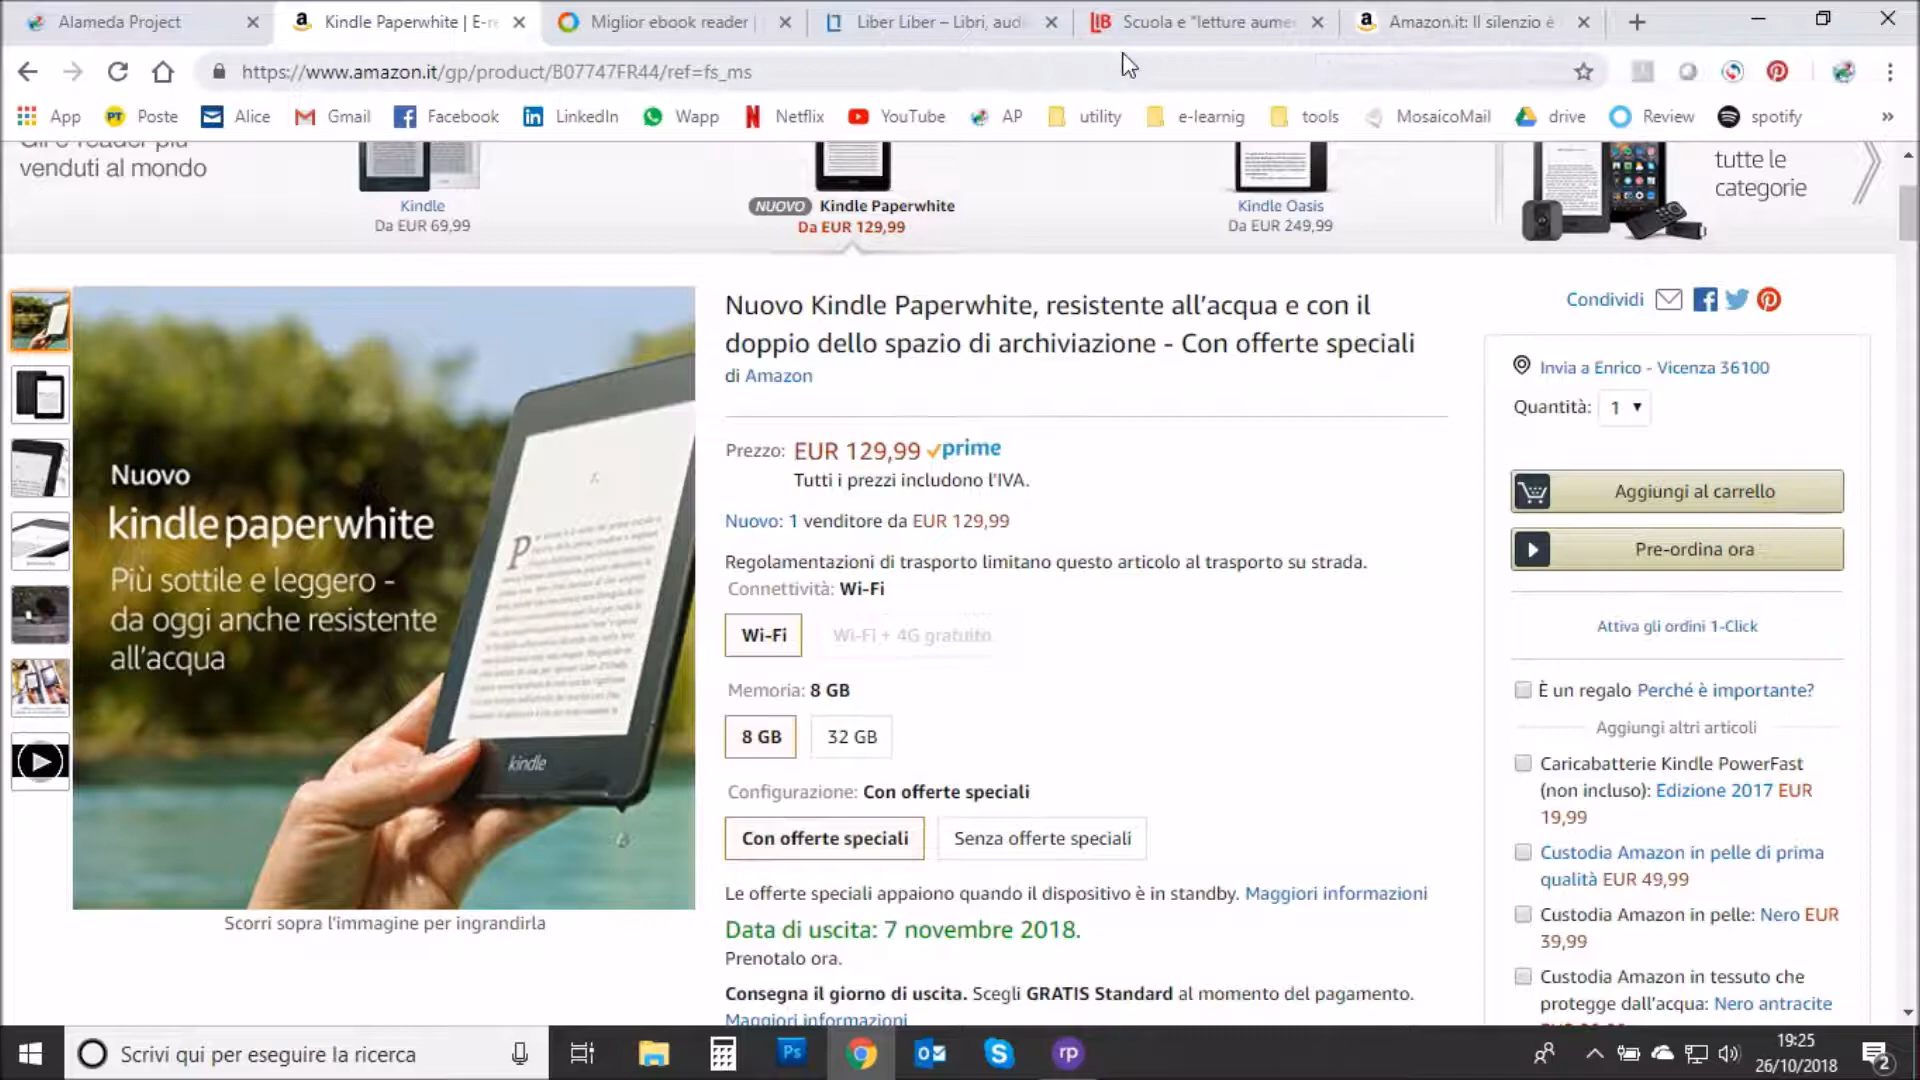 Alameda Project
Kindle Paperwhite | E-re
Miglior ebook reader |
Liber Liber – Libri, audi
Scuola e "letture aumen
Amazon.it: Il silenzio è
https://www.amazon.it/gp/product/B07747FR44/ref=fs_ms
App
Poste
Alice
Gmail
Facebook
LinkedIn
Wapp
Netflix
YouTube
AP
utility
e-learnig
tools
MosaicoMail
drive
Review
spotify
»
Gli e-reader più
venduti al mondo
Kindle
Da EUR 69,99
NUOVO Kindle Paperwhite
Da EUR 129,99
Kindle Oasis
Da EUR 249,99
tutte le
categorie
Nuovo
kindle paperwhite
Più sottile e leggero -
da oggi anche resistente
all'acqua
kindle
Scorri sopra l'immagine per ingrandirla
Nuovo Kindle Paperwhite, resistente all’acqua e con il
doppio dello spazio di archiviazione - Con offerte speciali
di Amazon
Prezzo: EUR 129,99 prime
Tutti i prezzi includono l'IVA.
Nuovo: 1 venditore da EUR 129,99
Regolamentazioni di trasporto limitano questo articolo al trasporto su strada.
Connettività: Wi-Fi
Wi-Fi
Wi-Fi + 4G gratuito
Memoria: 8 GB
8 GB
32 GB
Configurazione: Con offerte speciali
Con offerte speciali
Senza offerte speciali
Le offerte speciali appaiono quando il dispositivo è in standby. Maggiori informazioni
Data di uscita: 7 novembre 2018.
Prenotalo ora.
Consegna il giorno di uscita. Scegli GRATIS Standard al momento del pagamento.
Maggiori informazioni
Condividi
Invia a Enrico - Vicenza 36100
Quantità: 1
Aggiungi al carrello
Pre-ordina ora
Attiva gli ordini 1-Click
È un regalo Perché è importante?
Aggiungi altri articoli
Caricabatterie Kindle PowerFast
(non incluso): Edizione 2017 EUR
19,99
Custodia Amazon in pelle di prima
qualità EUR 49,99
Custodia Amazon in pelle: Nero EUR
39,99
Custodia Amazon in tessuto che
protegge dall'acqua: Nero antracite
Scrivi qui per eseguire la ricerca
Ps
rp
19:25
26/10/2018
2